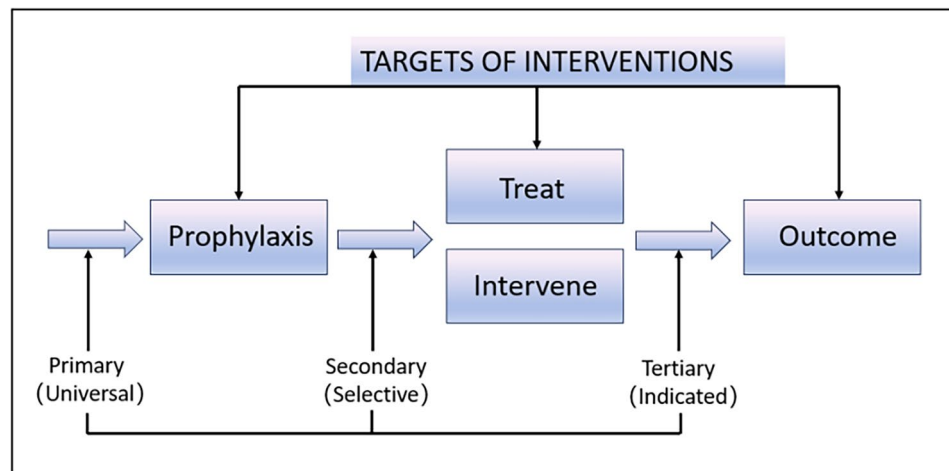 TARGETS OF INTERVENTIONS
Treat
Prophylaxis
Outcome
Intervene
Primary
(Universal)
Secondary
(Selective)
Tertiary
(Indicated)